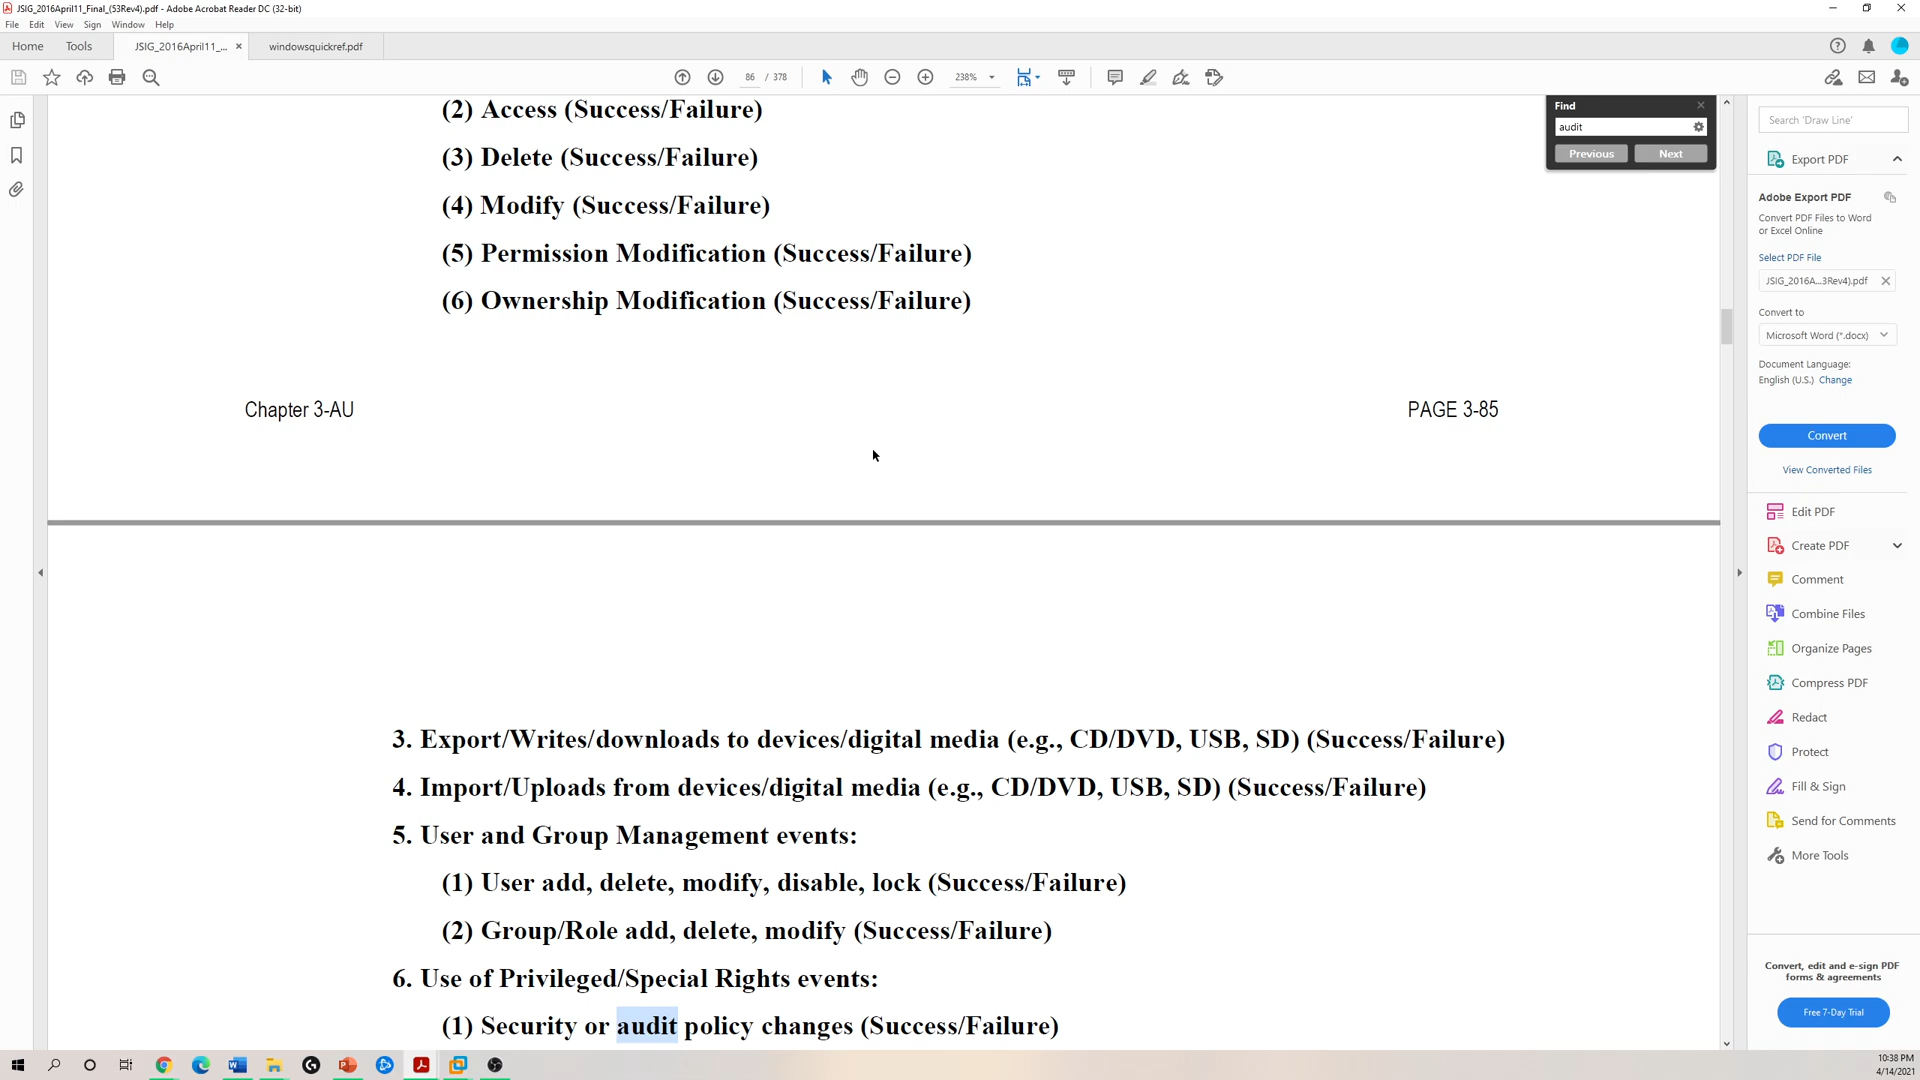 JSIG_2016April11_Final_(53Rev4).pdf - Adobe Acrobat Reader DC (32-bit)
File Edit View Sign Window Help
Home Tools JSIG_2016April11_... × windowsquickref.pdf
86 / 378 238%
(2) Access (Success/Failure)
(3) Delete (Success/Failure)
(4) Modify (Success/Failure)
(5) Permission Modification (Success/Failure)
(6) Ownership Modification (Success/Failure)
Chapter 3-AU PAGE 3-85
3. Export/Writes/downloads to devices/digital media (e.g., CD/DVD, USB, SD) (Success/Failure)
4. Import/Uploads from devices/digital media (e.g., CD/DVD, USB, SD) (Success/Failure)
5. User and Group Management events:
(1) User add, delete, modify, disable, lock (Success/Failure)
(2) Group/Role add, delete, modify (Success/Failure)
6. Use of Privileged/Special Rights events:
(1) Security or audit policy changes (Success/Failure)
Find
audit
Previous Next
Search 'Draw Line'
Export PDF
Adobe Export PDF
Convert PDF Files to Word
or Excel Online
Select PDF File
JSIG_2016A...3Rev4).pdf
Convert to
Microsoft Word (*.docx)
Document Language:
English (U.S.) Change
Convert
View Converted Files
Edit PDF
Create PDF
Comment
Combine Files
Organize Pages
Compress PDF
Redact
Protect
Fill & Sign
Send for Comments
More Tools
Convert, edit and e-sign PDF
forms & agreements
Free 7-Day Trial
10:38 PM
4/14/2021